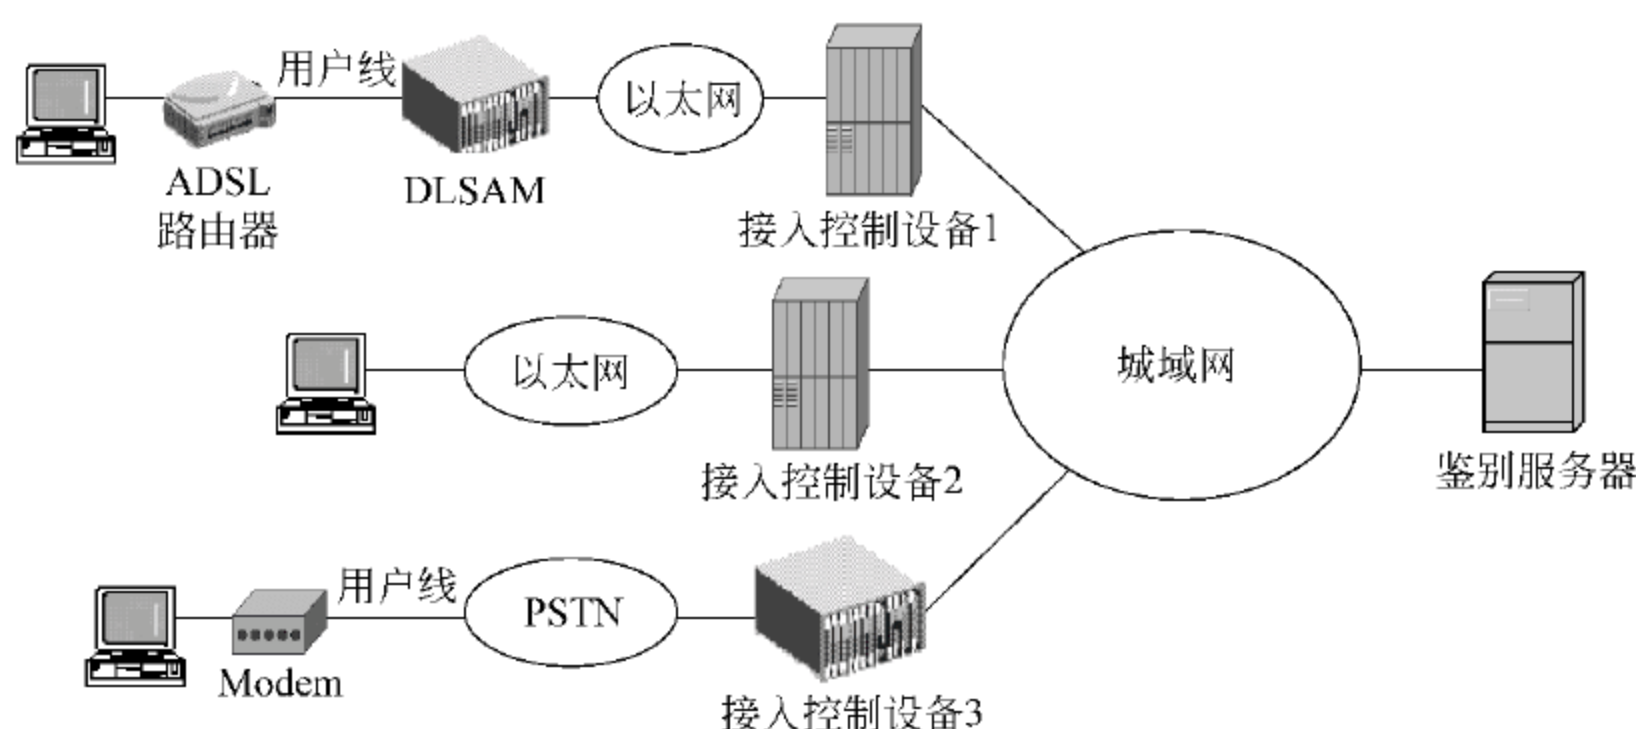 用户线
以太网
ADSL
路由器
DLSAM
接入控制设备1
以太网
城域网
接入控制设备2
鉴别服务器
用户线
PSTN
Modem
接入控制设备3